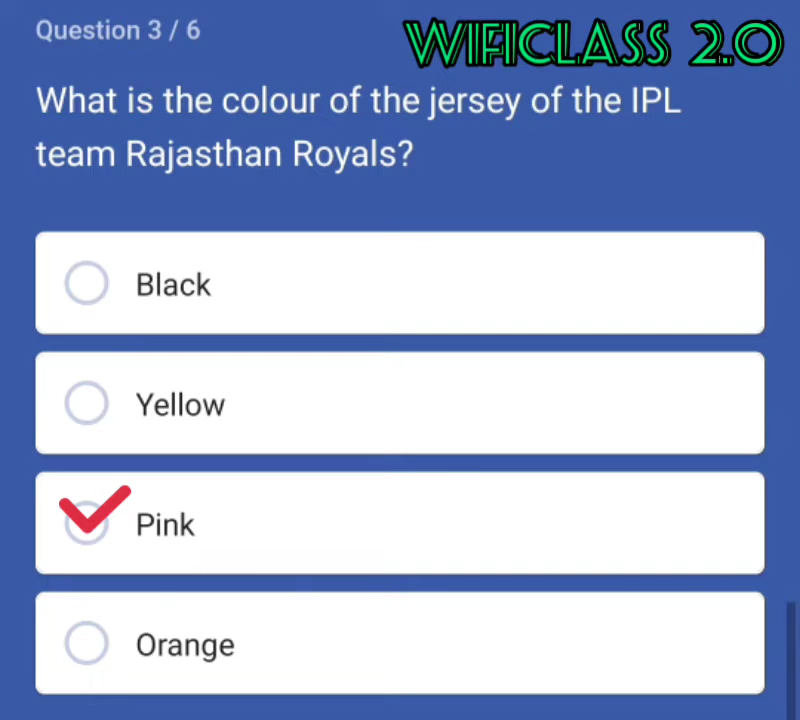 Question 3 / 6
WIFICLASS 2.0
What is the colour of the jersey of the IPL
team Rajasthan Royals?
Black
Yellow
Pink
Orange